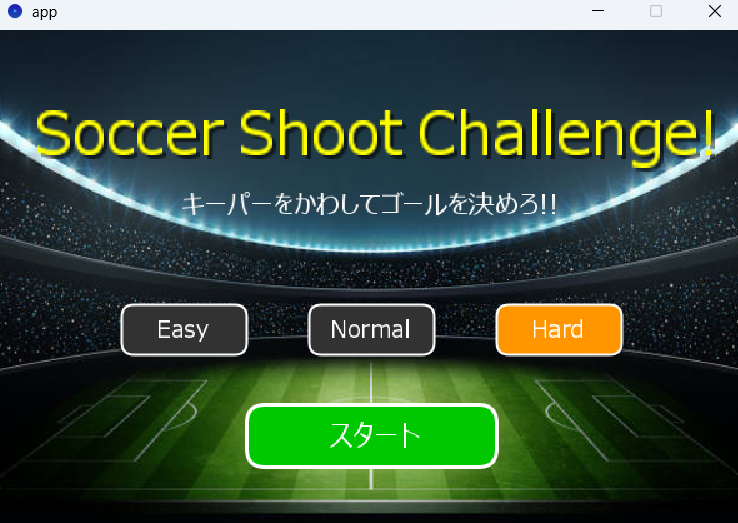 app
Soccer Shoot Challenge!
キーパーをかわしてゴールを決めろ!!
Easy Normal Hard
スタート